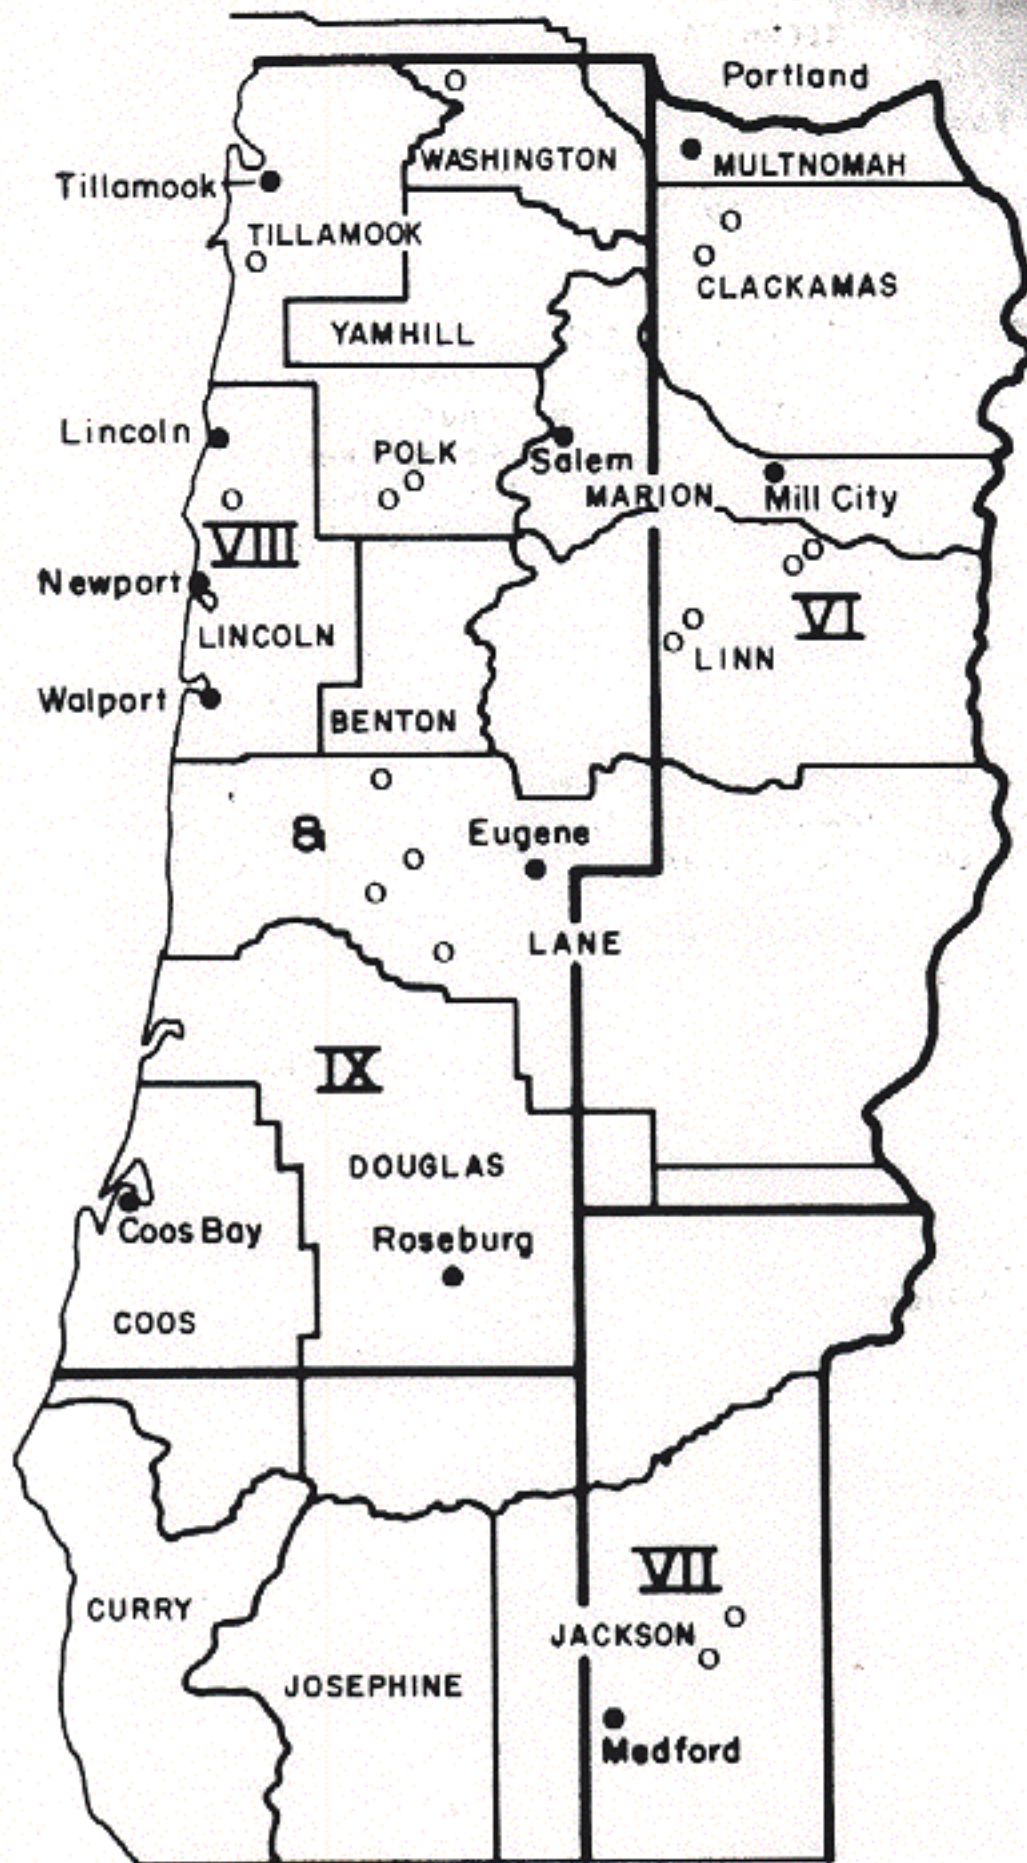 Portland
WASHINGTON
MULTNOMAH
Tillamook
TILLAMOOK
CLACKAMAS
YAMHILL
Lincoln
POLK
Salem
MARION
Mill City
VIII
Newport
LINCOLN
VI
LINN
Walport
BENTON
&
Eugene
LANE
IX
DOUGLAS
Coos Bay
Roseburg
COOS
VII
CURRY
JACKSON
JOSEPHINE
Medford